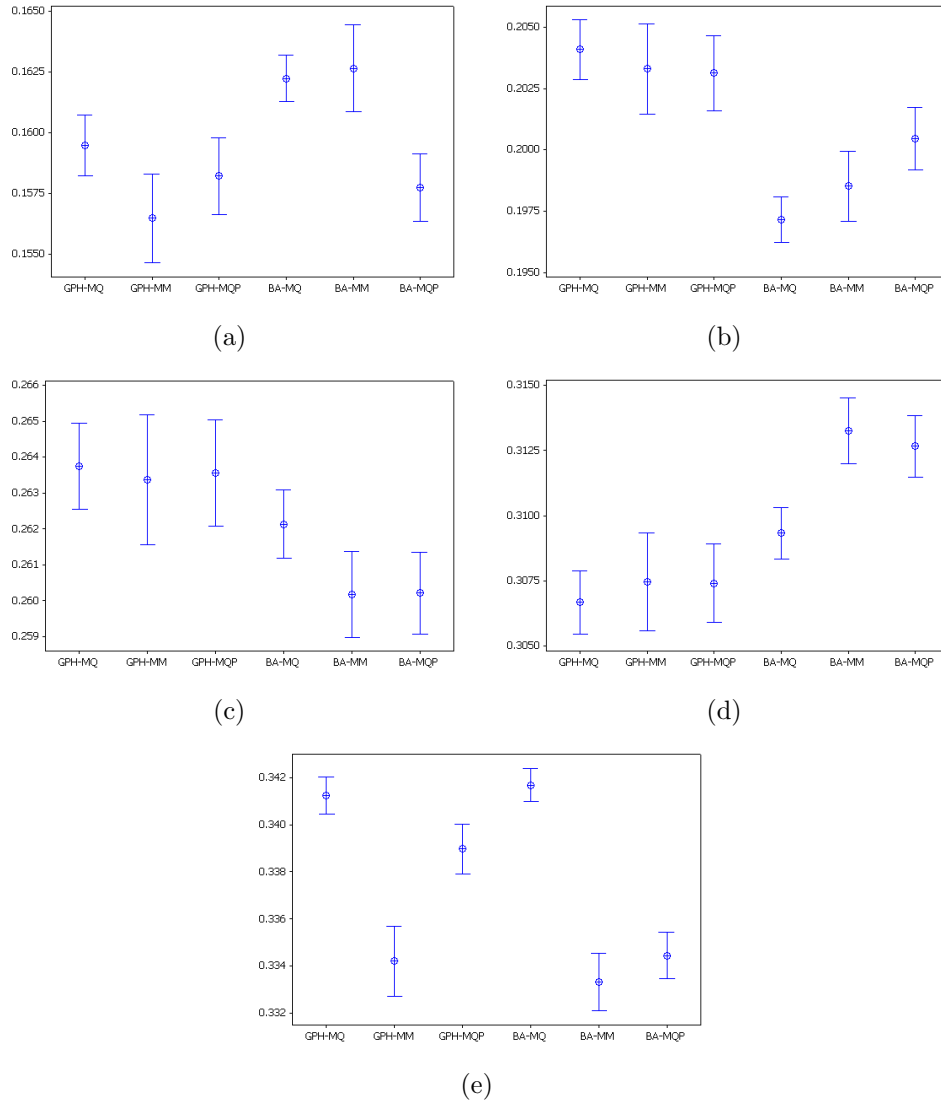 0.1650
0.1625
0.1600
0.1575
0.1550
GPH-MQ GPH-MM GPH-MQP BA-MQ BA-MM BA-MQP
(a)
0.2050
0.2025
0.2000
0.1975
0.1950
GPH-MQ GPH-MM GPH-MQP BA-MQ BA-MM BA-MQP
(b)
0.266
0.265
0.264
0.263
0.262
0.261
0.260
0.259
GPH-MQ GPH-MM GPH-MQP BA-MQ BA-MM BA-MQP
(c)
0.3150
0.3125
0.3100
0.3075
0.3050
GPH-MQ GPH-MM GPH-MQP BA-MQ BA-MM BA-MQP
(d)
0.342
0.340
0.338
0.336
0.334
0.332
GPH-MQ GPH-MM GPH-MQP BA-MQ BA-MM BA-MQP
(e)